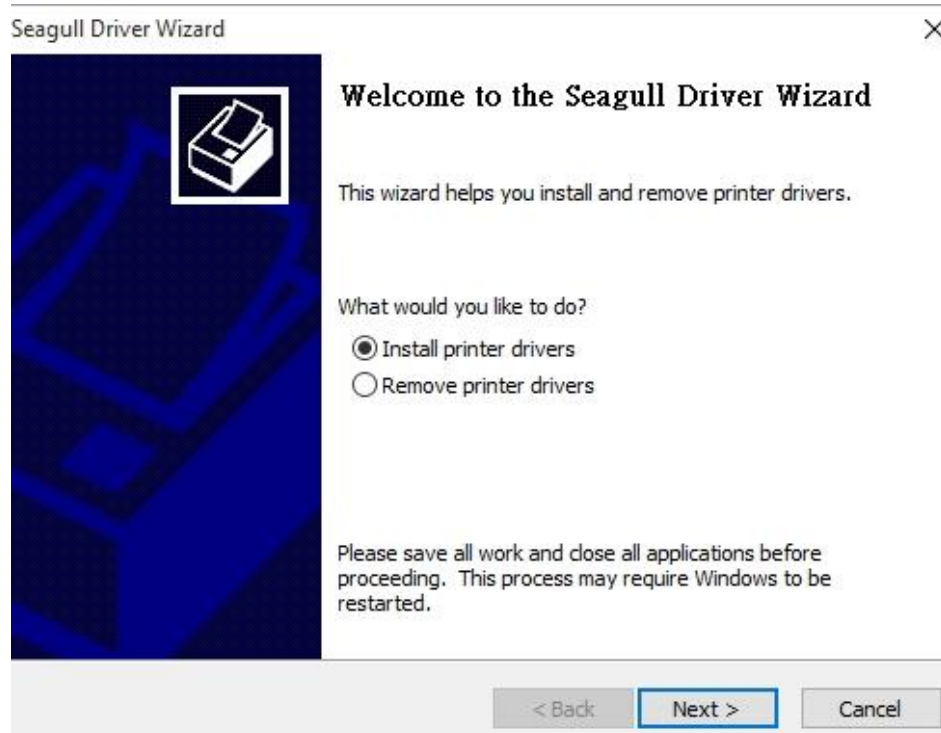 Seagull Driver Wizard
Welcome to the Seagull Driver Wizard
This wizard helps you install and remove printer drivers.
What would you like to do?
Install printer drivers
Remove printer drivers
Please save all work and close all applications before
proceeding. This process may require Windows to be
restarted.
< Back
Next >
Cancel